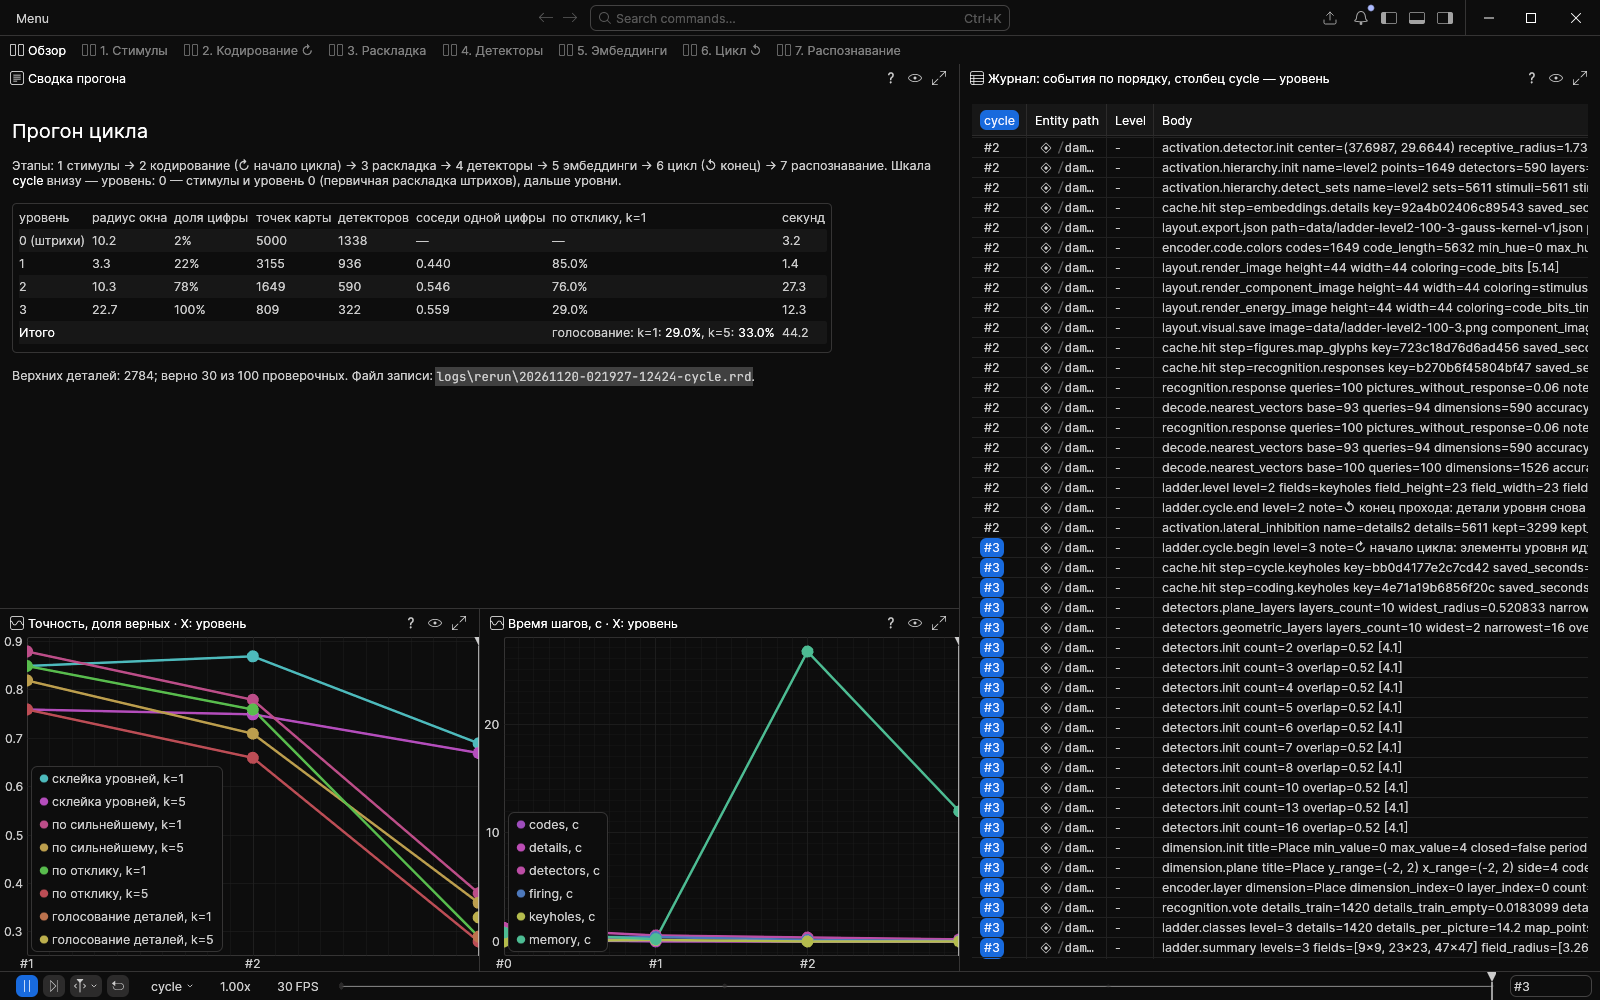 Menu
Search commands...
Ctrl+K
Обзор
1. Стимулы
2. Кодирование ↻
3. Раскладка
4. Детекторы
5. Эмбеддинги
6. Цикл ↺
7. Распознавание
Сводка прогона
?
Прогон цикла
Этапы: 1 стимулы → 2 кодирование (↻ начало цикла) → 3 раскладка → 4 детекторы → 5 эмбеддинги → 6 цикл (↺ конец) → 7 распознавание. Шкала
cycle внизу — уровень: 0 — стимулы и уровень 0 (первичная раскладка штрихов), дальше уровни.
уровень радиус окна доля цифры точек карты детекторов соседи одной цифры по отклику, k=1 секунд
0 (штрихи) 10.2 2% 5000 1338 — — 3.2
1 3.3 22% 3155 936 0.440 85.0% 1.4
2 10.3 78% 1649 590 0.546 76.0% 27.3
3 22.7 100% 809 322 0.559 29.0% 12.3
Итого голосование: k=1: 29.0%, k=5: 33.0% 44.2
Верхних деталей: 2784; верно 30 из 100 проверочных. Файл записи: logs\rerun\20261120-021927-12424-cycle.rrd.
Точность, доля верных · X: уровень
?
0.9
0.8
0.7
0.6
0.5
0.4
0.3
склейка уровней, k=1
склейка уровней, k=5
по сильнейшему, k=1
по сильнейшему, k=5
по отклику, k=1
по отклику, k=5
голосование деталей, k=1
голосование деталей, k=5
#1 #2
Время шагов, с · X: уровень
?
20
10
0
codes, с
details, с
detectors, с
firing, с
keyholes, с
memory, с
#0 #1 #2
Журнал: события по порядку, столбец cycle — уровень
?
cycle Entity path Level Body
#2 /dam… - activation.detector.init center=(37.6987, 29.6644) receptive_radius=1.73
#2 /dam… - activation.hierarchy.init name=level2 points=1649 detectors=590 layers=
#2 /dam… - activation.hierarchy.detect_sets name=level2 sets=5611 stimuli=5611 sti
#2 /dam… - cache.hit step=embeddings.details key=92a4b02406c89543 saved_sec
#2 /dam… - layout.export.json path=data/ladder-level2-100-3-gauss-kernel-v1.json
#2 /dam… - encoder.code.colors codes=1649 code_length=5632 min_hue=0 max_hu
#2 /dam… - layout.render_image height=44 width=44 coloring=code_bits [5.14]
#2 /dam… - layout.render_component_image height=44 width=44 coloring=stimulus
#2 /dam… - layout.render_energy_image height=44 width=44 coloring=code_bits_tin
#2 /dam… - layout.visual.save image=data/ladder-level2-100-3.png component_imag
#2 /dam… - cache.hit step=figures.map_glyphs key=723c18d76d6ad456 saved_seco
#2 /dam… - cache.hit step=recognition.responses key=b270b6f45804bf47 saved_se
#2 /dam… - recognition.response queries=100 pictures_without_response=0.06 note
#2 /dam… - decode.nearest_vectors base=93 queries=94 dimensions=590 accuracy
#2 /dam… - recognition.response queries=100 pictures_without_response=0.06 note
#2 /dam… - decode.nearest_vectors base=93 queries=94 dimensions=590 accuracy
#2 /dam… - decode.nearest_vectors base=100 queries=100 dimensions=1526 accura
#2 /dam… - ladder.level level=2 fields=keyholes field_height=23 field_width=23 field
#2 /dam… - ladder.cycle.end level=2 note=↺ конец прохода: детали уровня снова
#2 /dam… - activation.lateral_inhibition name=details2 details=5611 kept=3299 kept_
#3 /dam… - ladder.cycle.begin level=3 note=↻ начало цикла: элементы уровня иду
#3 /dam… - cache.hit step=cycle.keyholes key=bb0d4177e2c7cd42 saved_seconds=
#3 /dam… - cache.hit step=coding.keyholes key=4e71a19b6856f20c saved_seconds
#3 /dam… - detectors.plane_layers layers_count=10 widest_radius=0.520833 narrow
#3 /dam… - detectors.geometric_layers layers_count=10 widest=2 narrowest=16 ove
#3 /dam… - detectors.init count=2 overlap=0.52 [4.1]
#3 /dam… - detectors.init count=3 overlap=0.52 [4.1]
#3 /dam… - detectors.init count=4 overlap=0.52 [4.1]
#3 /dam… - detectors.init count=5 overlap=0.52 [4.1]
#3 /dam… - detectors.init count=6 overlap=0.52 [4.1]
#3 /dam… - detectors.init count=7 overlap=0.52 [4.1]
#3 /dam… - detectors.init count=8 overlap=0.52 [4.1]
#3 /dam… - detectors.init count=10 overlap=0.52 [4.1]
#3 /dam… - detectors.init count=13 overlap=0.52 [4.1]
#3 /dam… - detectors.init count=16 overlap=0.52 [4.1]
#3 /dam… - dimension.init title=Place min_value=0 max_value=4 closed=false period
#3 /dam… - dimension.plane title=Place y_range=(-2, 2) x_range=(-2, 2) side=4 code
#3 /dam… - encoder.layer dimension=Place dimension_index=0 layer_index=0 count=
#3 /dam… - recognition.vote details_train=1420 details_train_empty=0.0183099 deta
#3 /dam… - ladder.classes level=3 details=1420 details_per_picture=14.2 map_point
#3 /dam… - ladder.summary levels=3 fields=[9×9, 23×23, 47×47] field_radius=[3.26
cycle
1.00x
30 FPS
#3